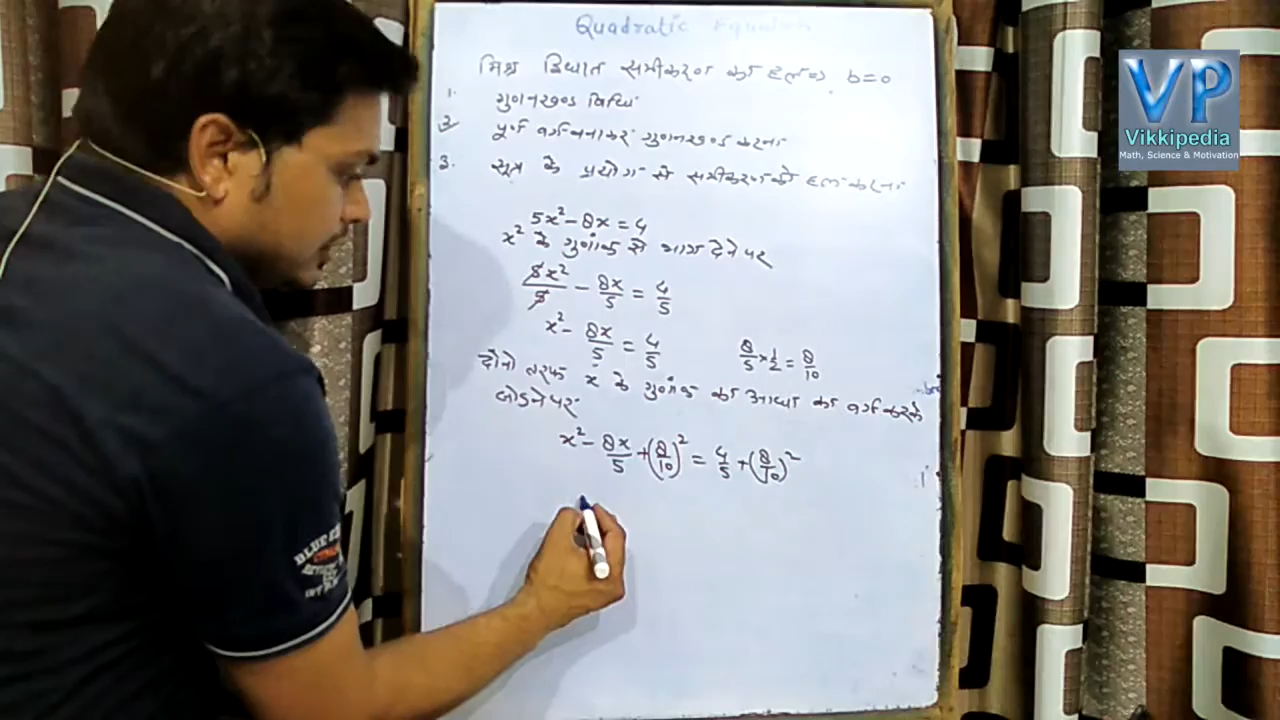 Quadratic Equation
मिश्र द्विघात समीकरण का हल b=0
1. गुणनखण्ड विधि
2. पूर्ण वर्ग बनाकर गुणनखण्ड करना
3. सूत्र के प्रयोग से समीकरण को हल करना
5x² - 8x = 4
x² के गुणांक से भाग देने पर
5x²/5 - 8x/5 = 4/5
x² - 8x/5 = 4/5
8/5 × 1/2 = 8/10
दोनो तरफ x के गुणांक का आधा का वर्ग करके
जोडने पर
x² - 8x/5 + (8/10)² = 4/5 + (8/10)²
VP
Vikkipedia
Math, Science & Motivation